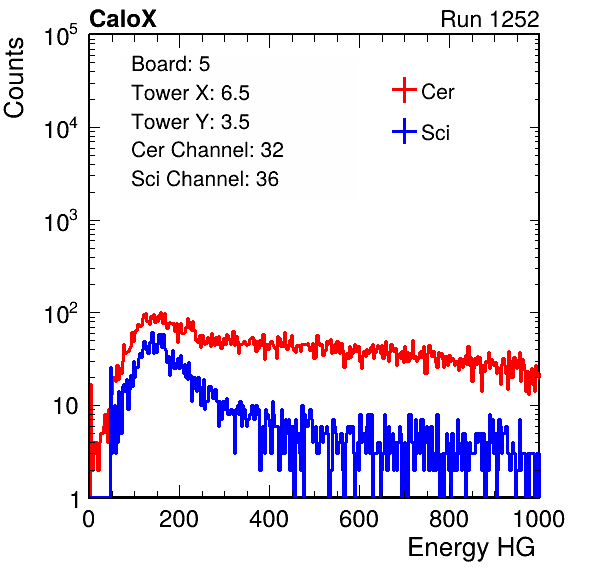 CaloX Run 1252
Counts
Board: 5
Tower X: 6.5
Tower Y: 3.5
Cer Channel: 32
Sci Channel: 36
Cer
Sci
10^5
10^4
10^3
10^2
10
1
0 200 400 600 800 1000
Energy HG